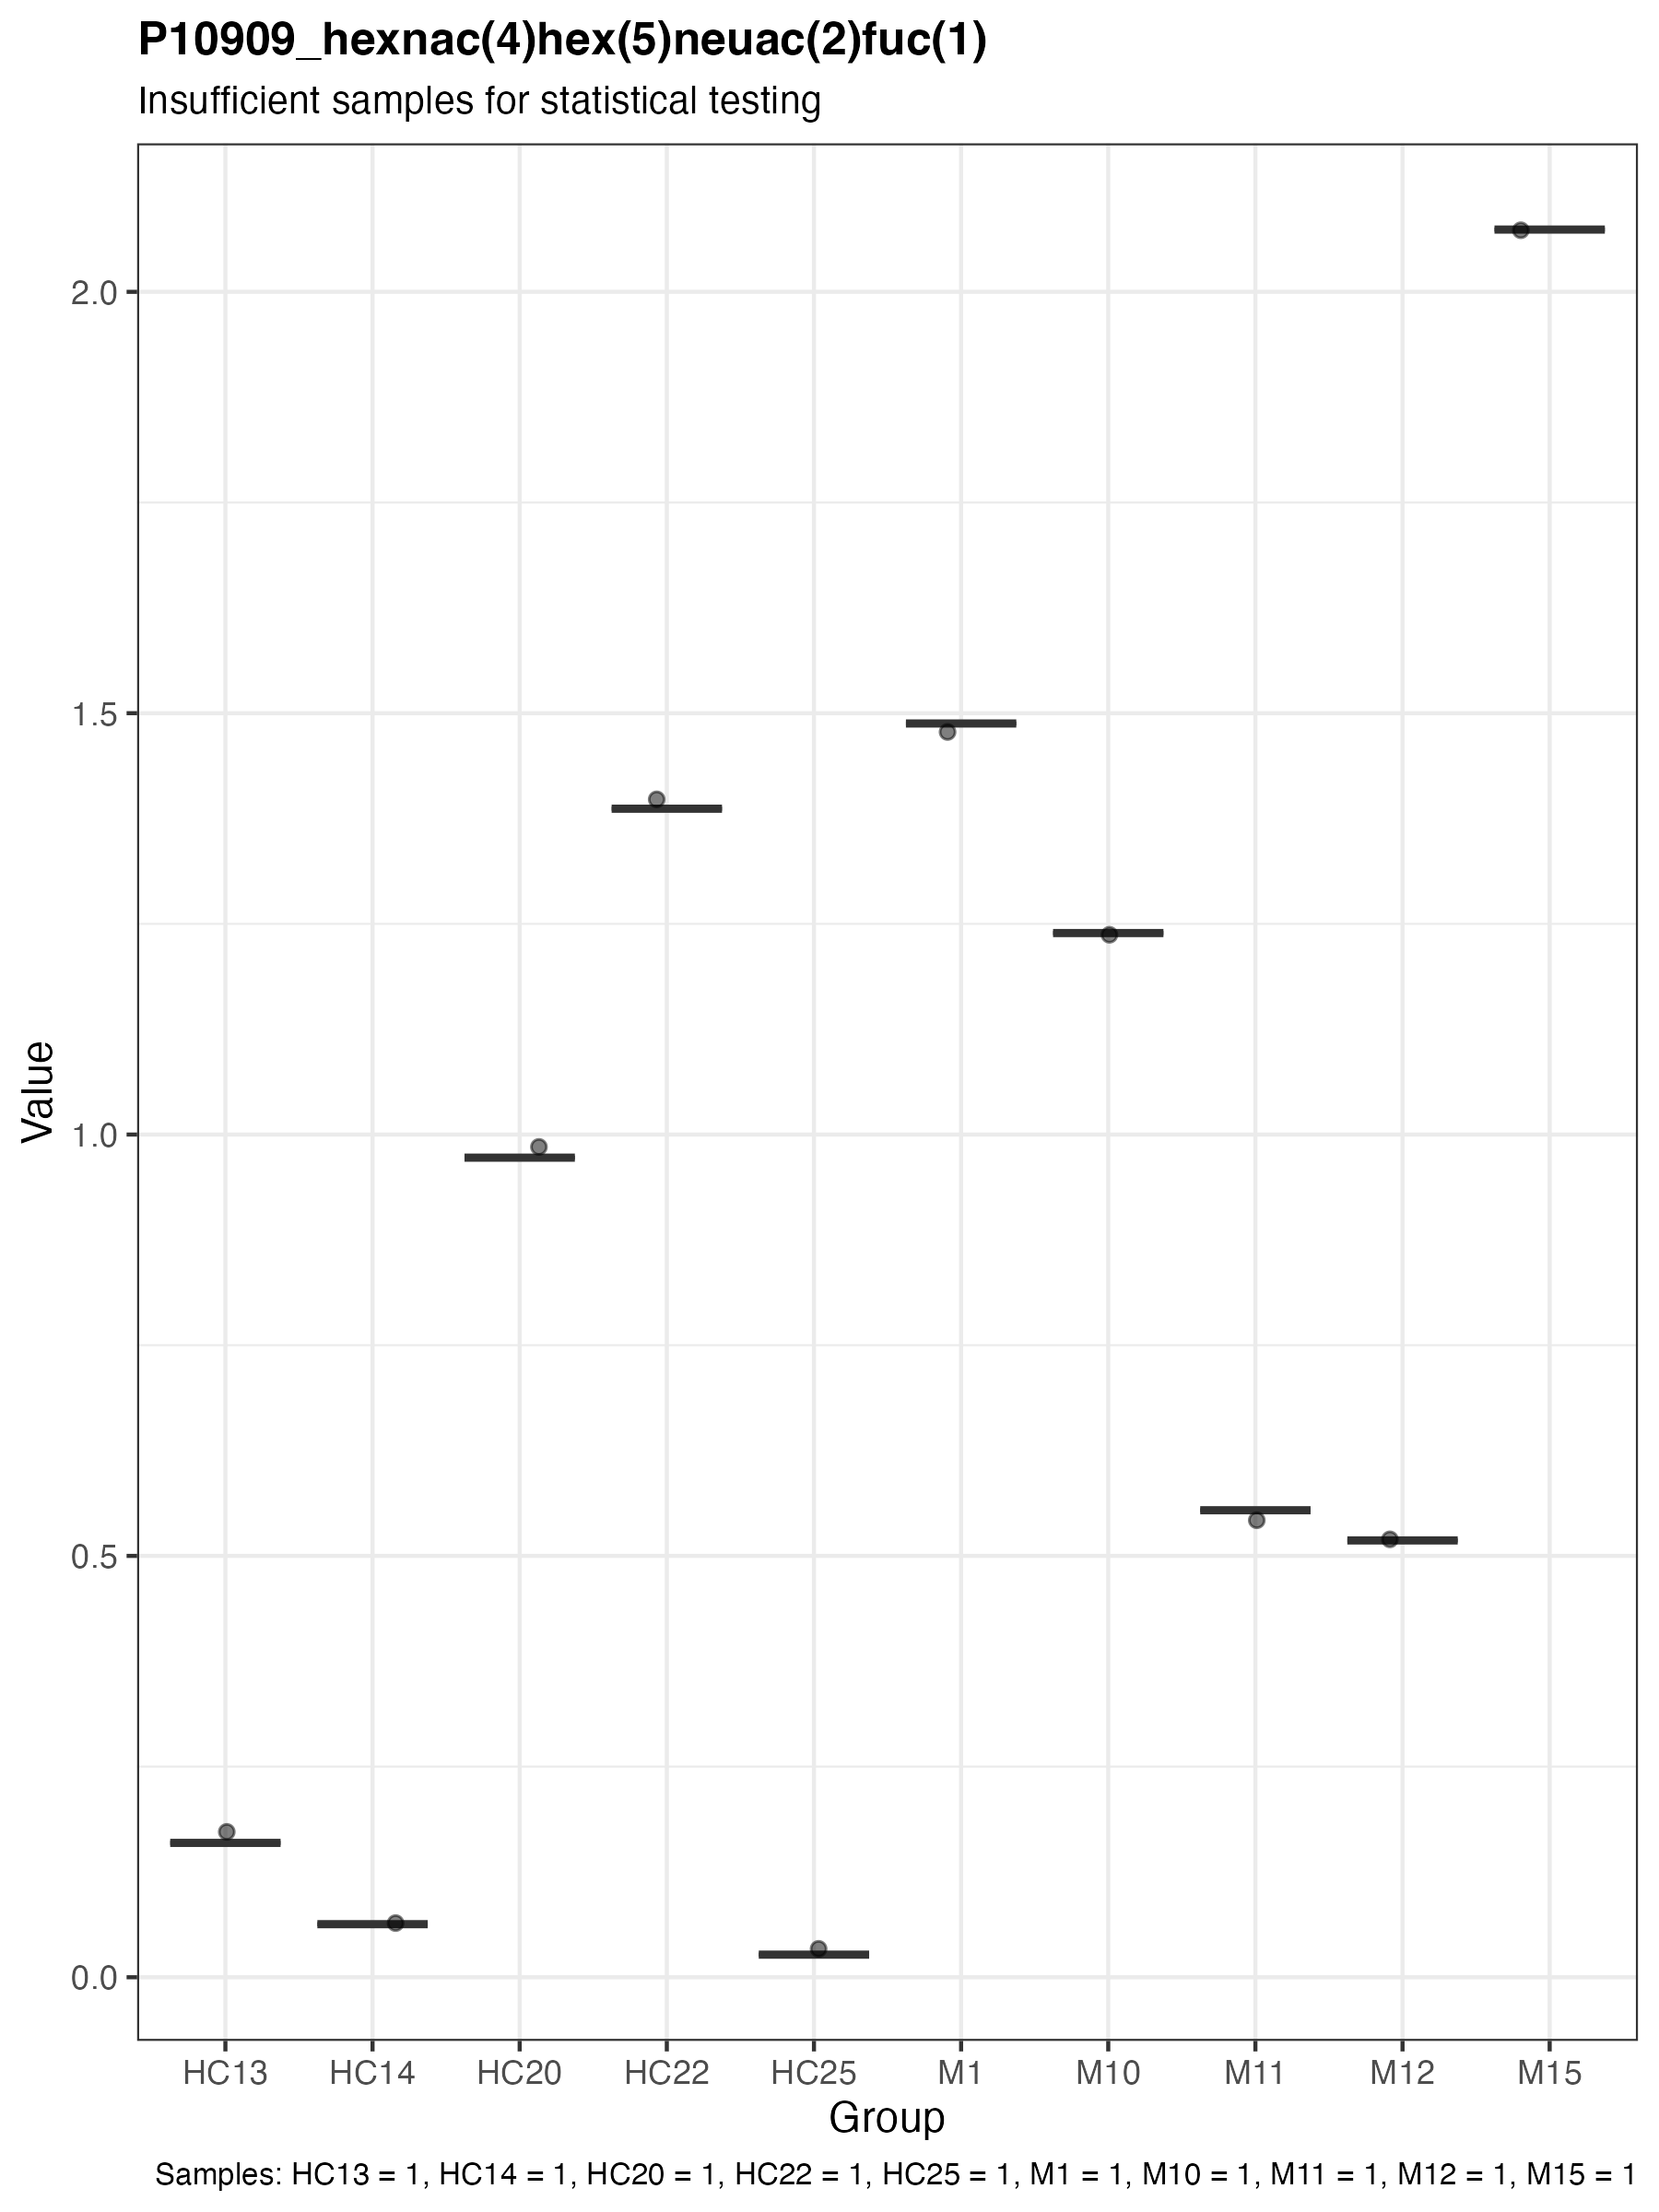 P10909_hexnac(4)hex(5)neuac(2)fuc(1)
Insufficient samples for statistical testing
2.0
1.5
1.0
0.5
0.0
Value
HC13 HC14 HC20 HC22 HC25 M1 M10 M11 M12 M15
Group
Samples: HC13 = 1, HC14 = 1, HC20 = 1, HC22 = 1, HC25 = 1, M1 = 1, M10 = 1, M11 = 1, M12 = 1, M15 = 1